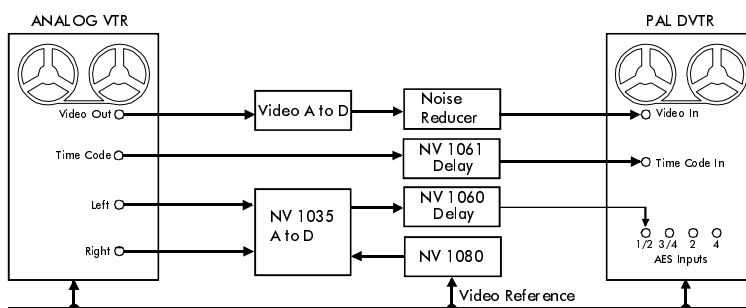 ANALOG VTR
PAL DVTR
Video Out
Video A to D
Noise
Reducer
Video In
Time Code
NV 1061
Delay
Time Code In
Left
NV 1035
A to D
NV 1060
Delay
Right
NV 1080
1/2 3/4 2 4
AES Inputs
Video Reference